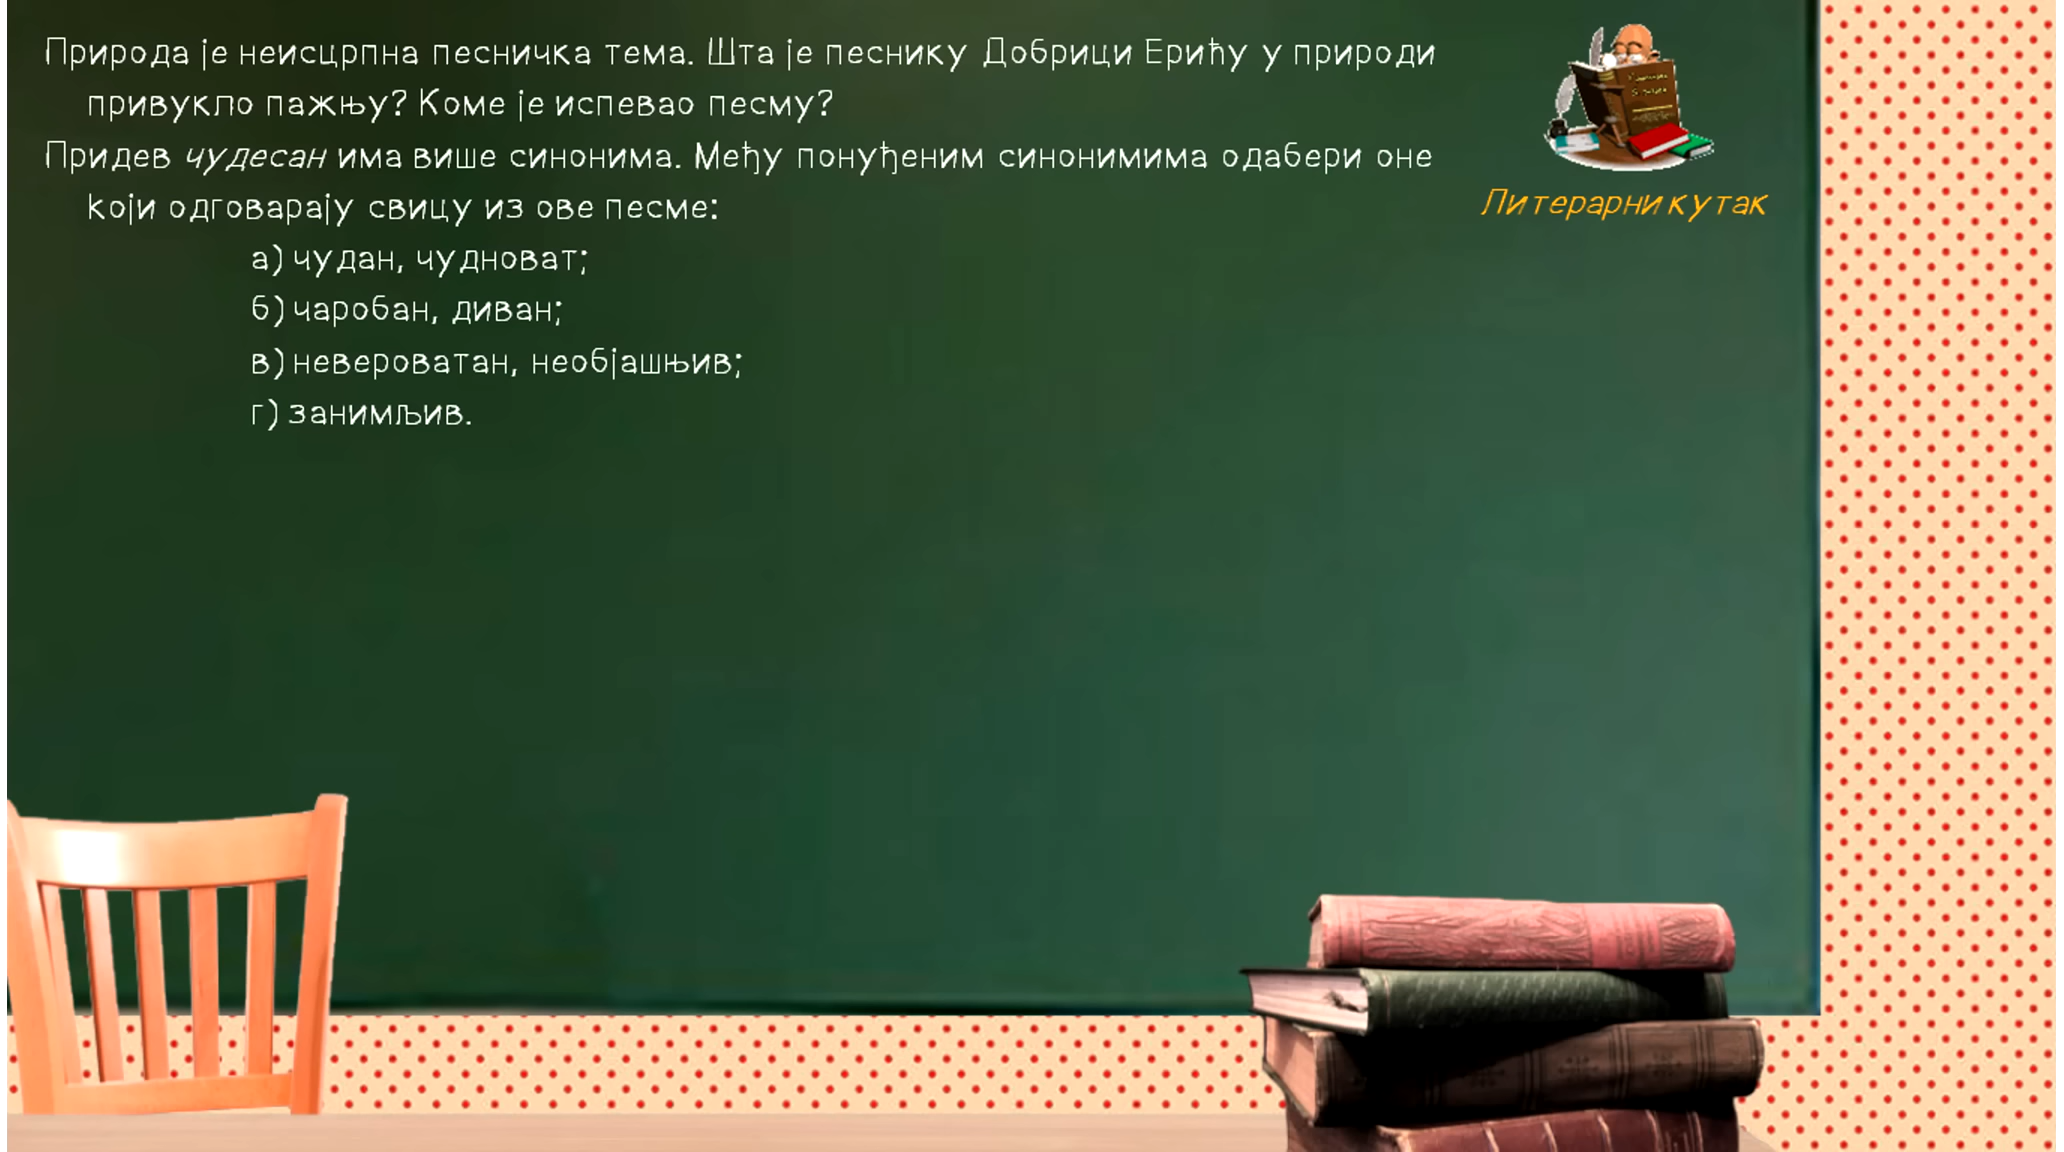 Природа је неисцрпна песничка тема. Шта је песнику Добрици Ерићу у природи
привукло пажњу? Коме је испевао песму?
Придев чудесан има више синонима. Међу понуђеним синонимима одабери оне
који одговарају свицу из ове песме:
а) чудан, чудноват;
б) чаробан, диван;
в) невероватан, необјашњив;
г) занимљив.
Литерарни кутак